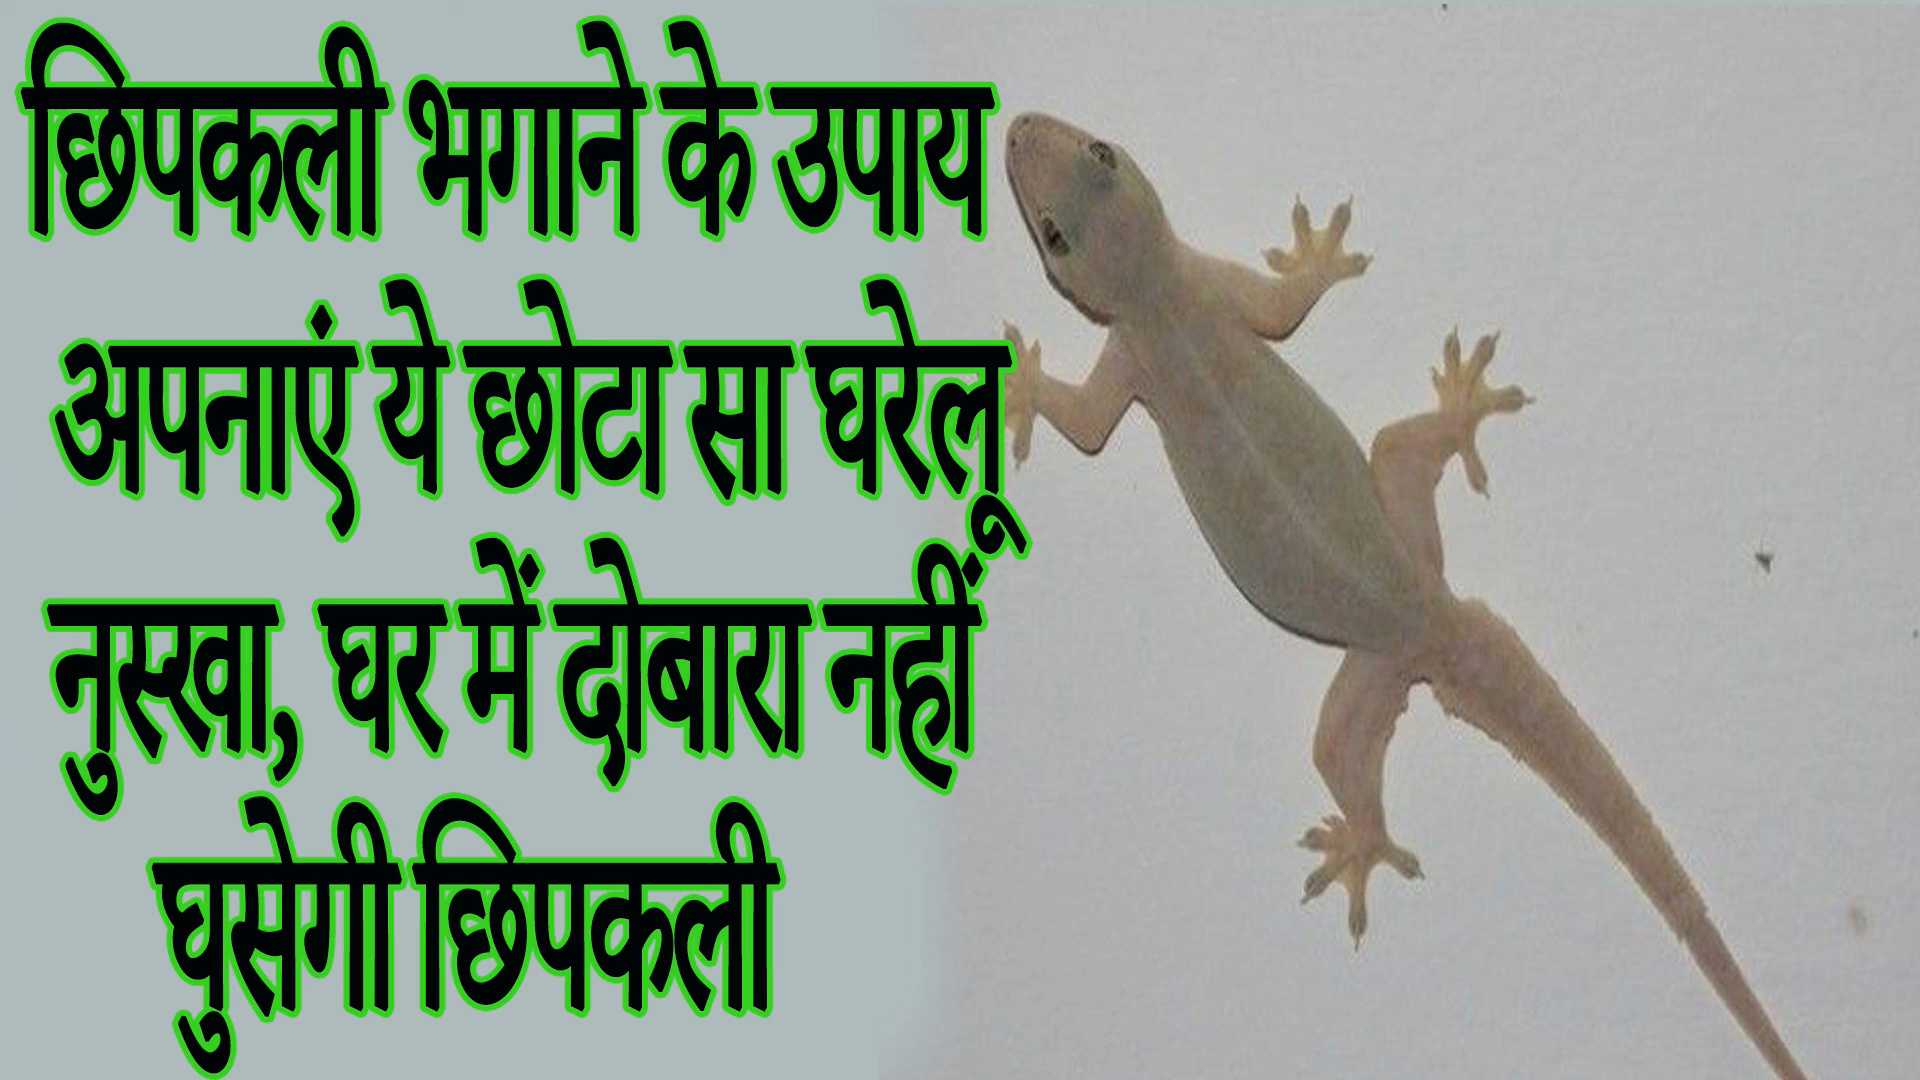 छिपकली भगाने के उपाय
अपनाएं ये छोटा सा घरेलू
नुस्खा, घर में दोबारा नहीं
घुसेगी छिपकली